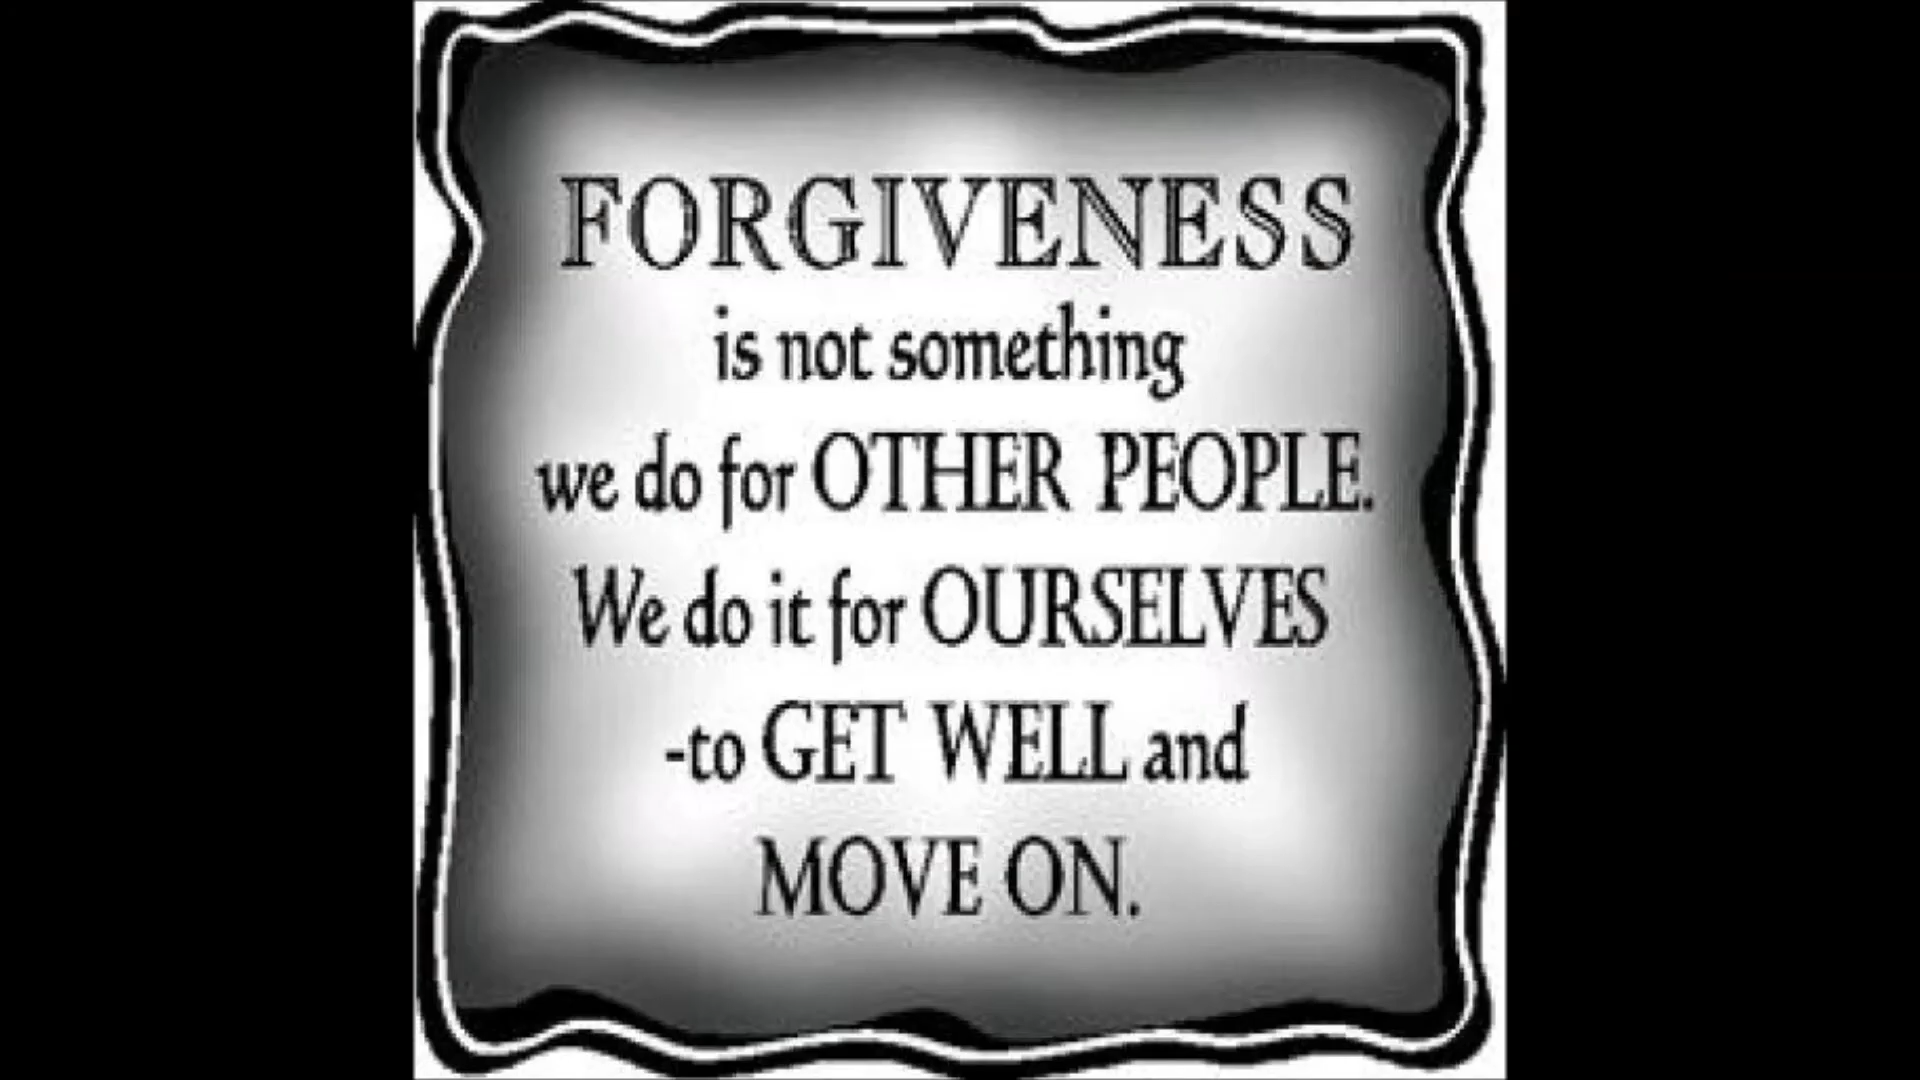 FORGIVENESS
is not something
we do for OTHER PEOPLE.
We do it for OURSELVES
-to GET WELL and
MOVE ON.